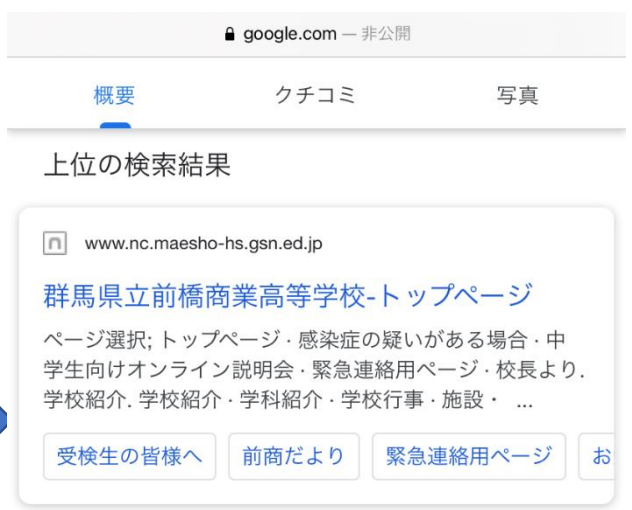 google.com — 非公開
概要 クチコミ 写真
上位の検索結果
www.nc.maesho-hs.gsn.ed.jp
群馬県立前橋商業高等学校-トップページ
ページ選択; トップページ · 感染症の疑いがある場合 · 中
学生向けオンライン説明会 · 緊急連絡用ページ · 校長より.
学校紹介. 学校紹介 · 学科紹介 · 学校行事 · 施設・ ...
受検生の皆様へ 前商だより 緊急連絡用ページ お